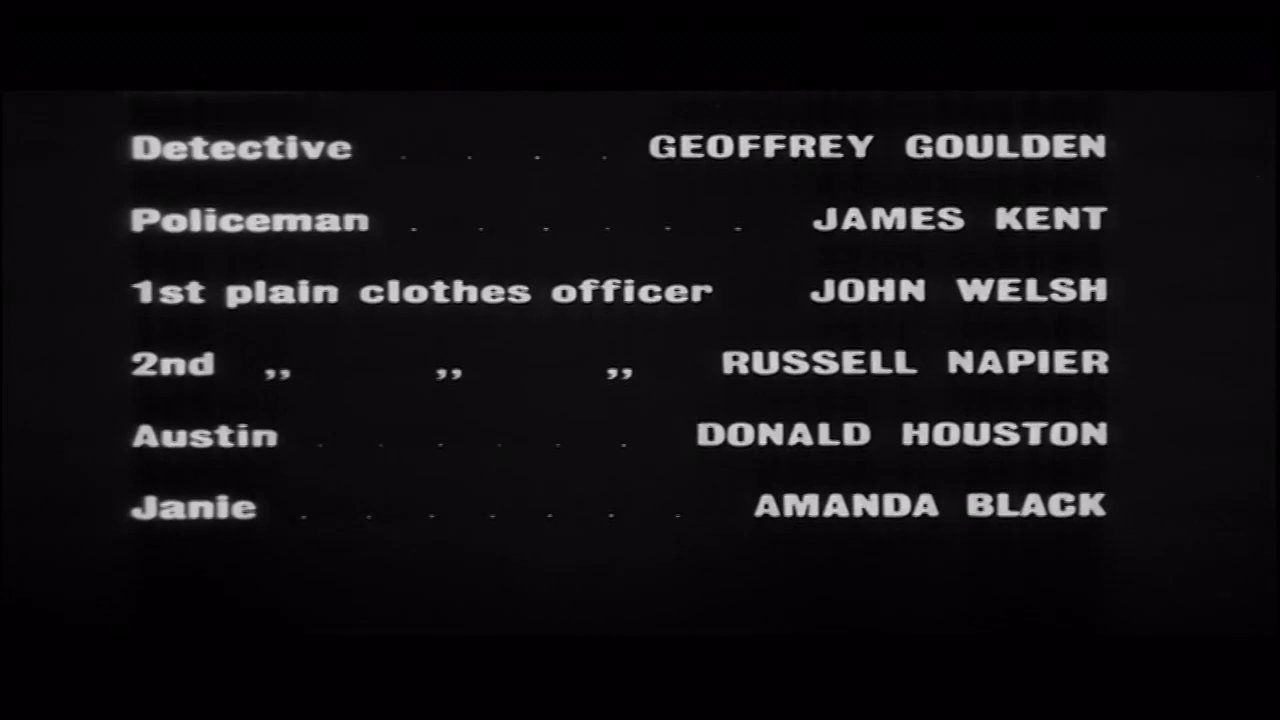 Detective . . . . GEOFFREY GOULDEN
Policeman . . . . . . JAMES KENT
1st plain clothes officer JOHN WELSH
2nd ,, ,, ,, RUSSELL NAPIER
Austin . . . . . . DONALD HOUSTON
Janie . . . . . . . AMANDA BLACK